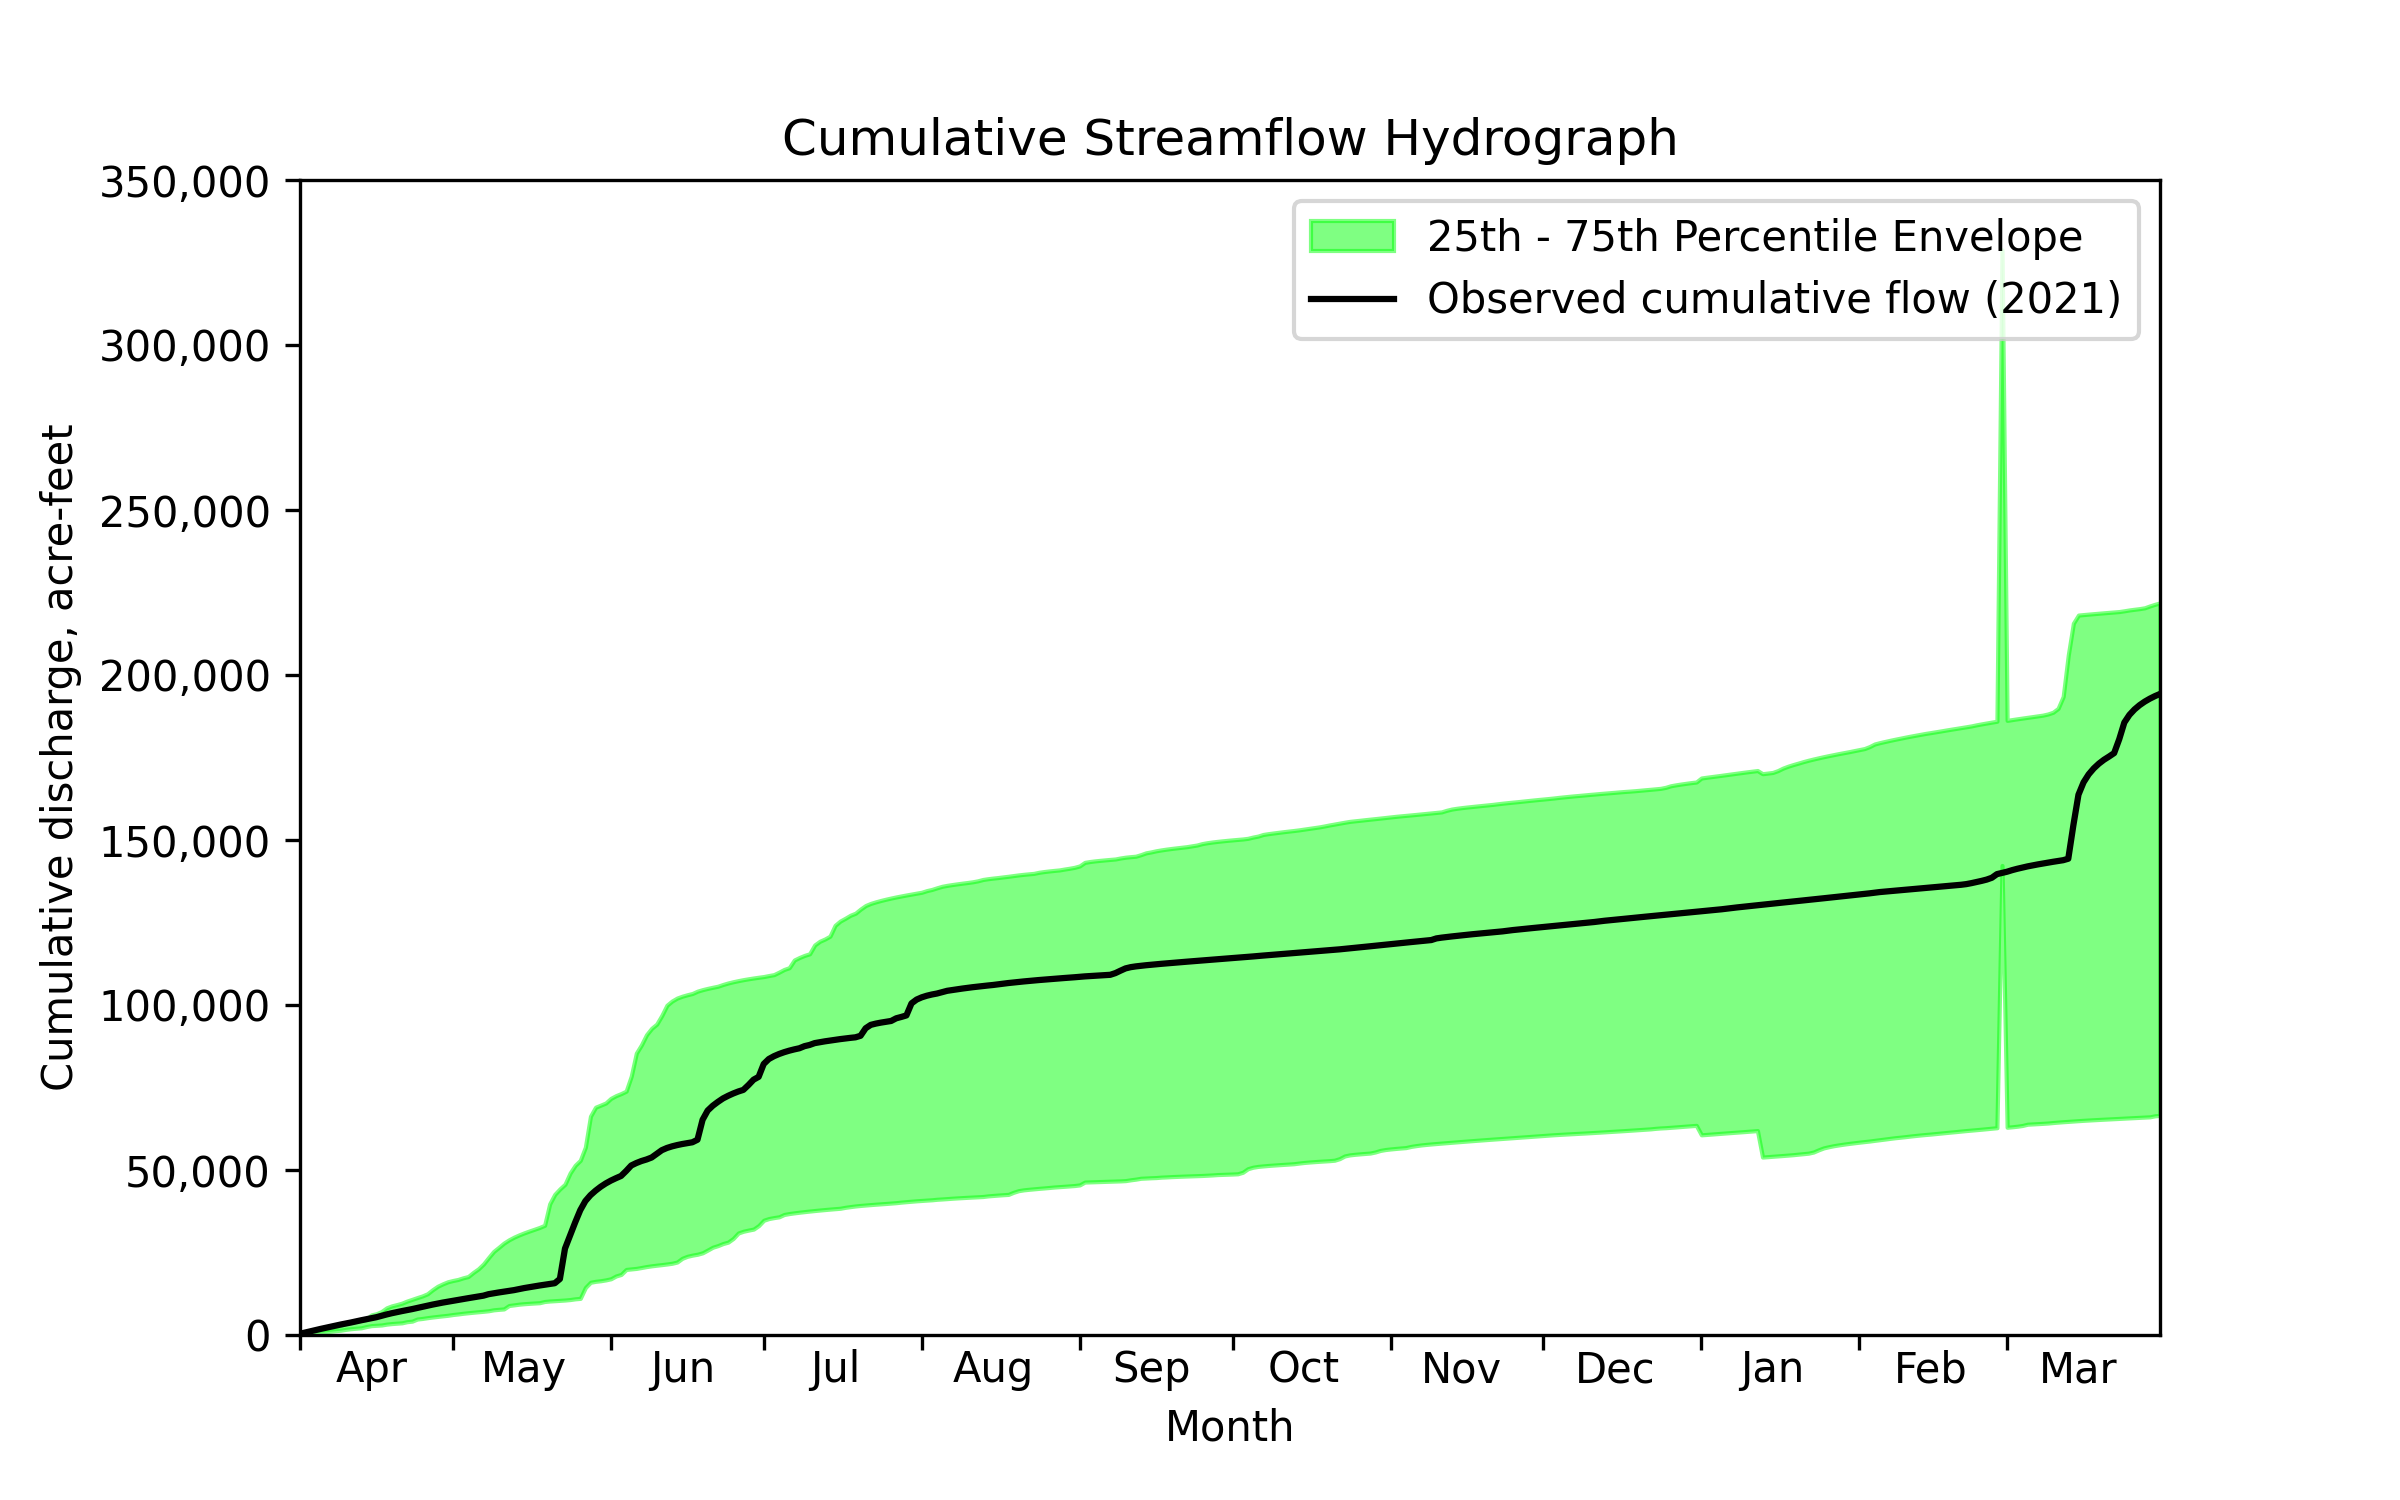 Cumulative Streamflow Hydrograph
350,000
300,000
250,000
200,000
150,000
100,000
50,000
0
Cumulative discharge, acre-feet
25th - 75th Percentile Envelope
Observed cumulative flow (2021)
Apr May Jun Jul Aug Sep Oct Nov Dec Jan Feb Mar
Month